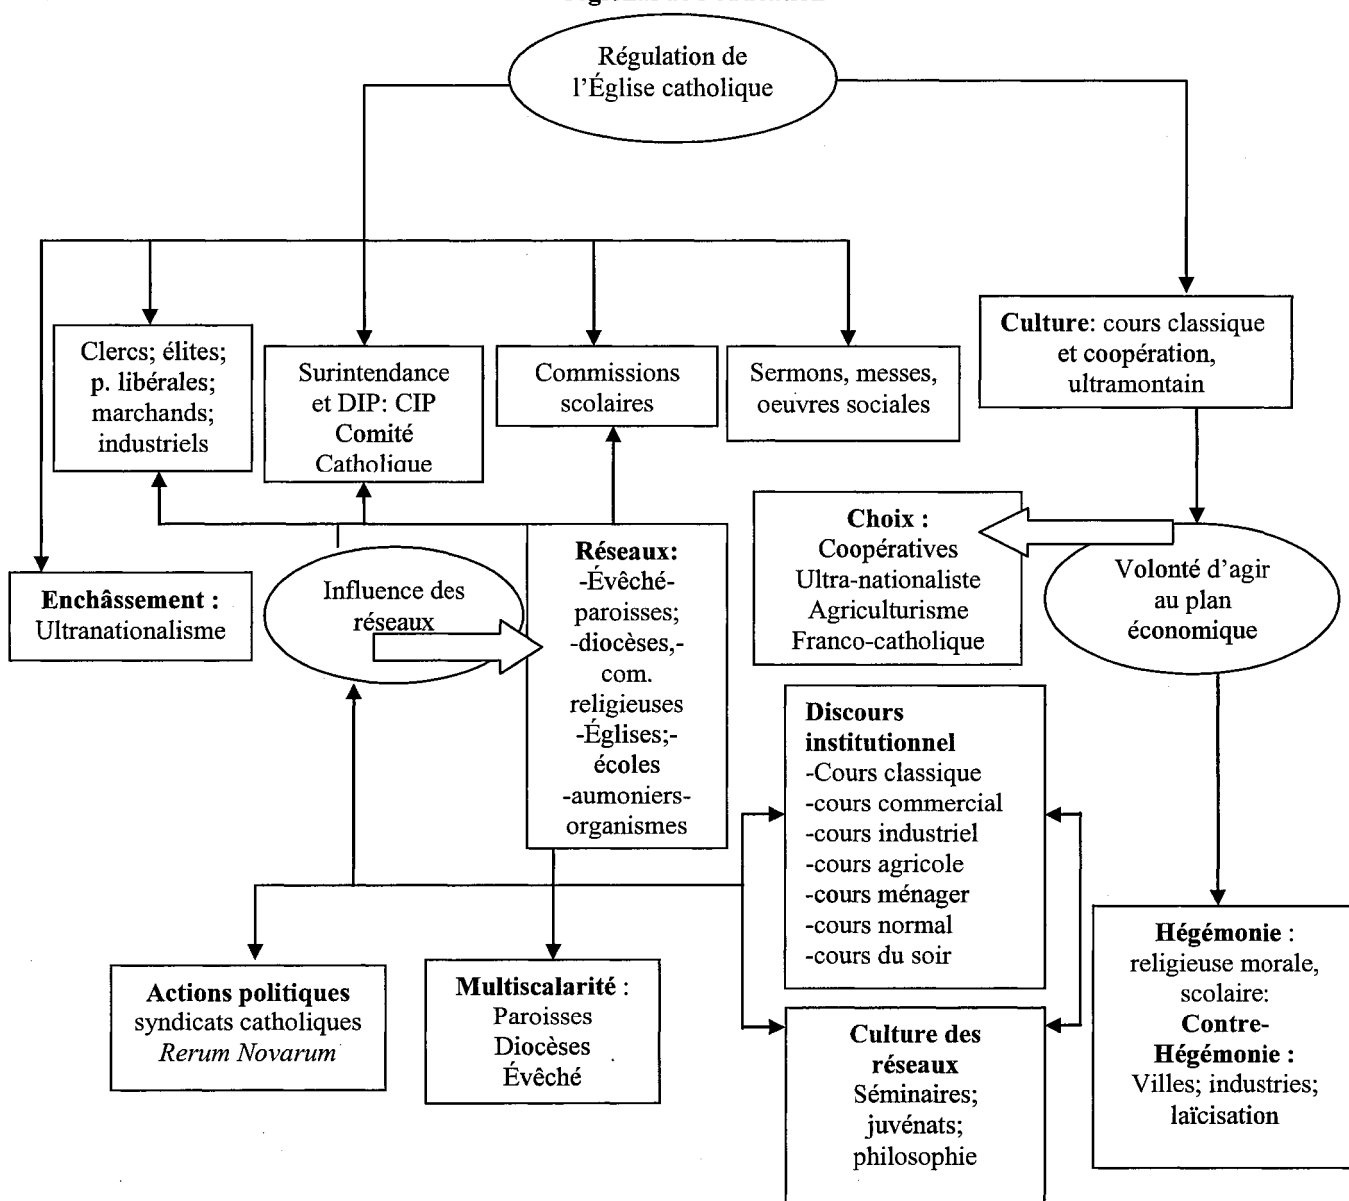 Régulation de
l'Église catholique
Clercs; élites;
p. libérales;
marchands;
industriels
Surintendance
et DIP: CIP
Comité
Catholique
Commissions
scolaires
Sermons, messes,
oeuvres sociales
Culture: cours classique
et coopération,
ultramontain
Enchâssement :
Ultranationalisme
Influence des
réseaux
Réseaux:
-Évêché-
paroisses;
-diocèses,-
com.
religieuses
-Églises;-
écoles
-aumoniers-
organismes
Choix :
Coopératives
Ultra-nationaliste
Agriculturisme
Franco-catholique
Volonté d'agir
au plan
économique
Discours
institutionnel
-Cours classique
-cours commercial
-cours industriel
-cours agricole
-cours ménager
-cours normal
-cours du soir
Actions politiques
syndicats catholiques
Rerum Novarum
Multiscalarité :
Paroisses
Diocèses
Évêché
Culture des
réseaux
Séminaires;
juvénats;
philosophie
Hégémonie :
religieuse morale,
scolaire:
Contre-
Hégémonie :
Villes; industries;
laïcisation